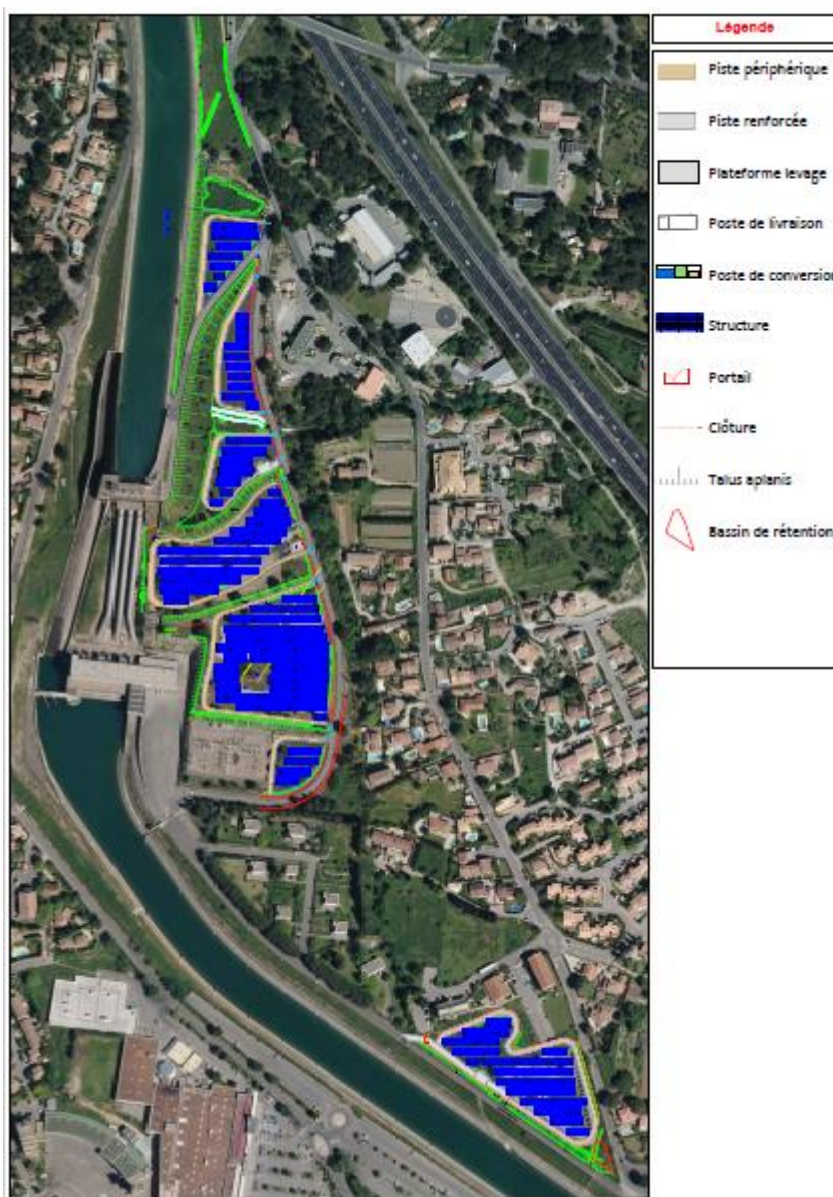 Légende
Piste périphérique
Piste renforcée
Plateforme levage
Poste de livraison
Poste de conversion
Structure
Portail
Clôture
Talus aplanis
Bassin de rétention